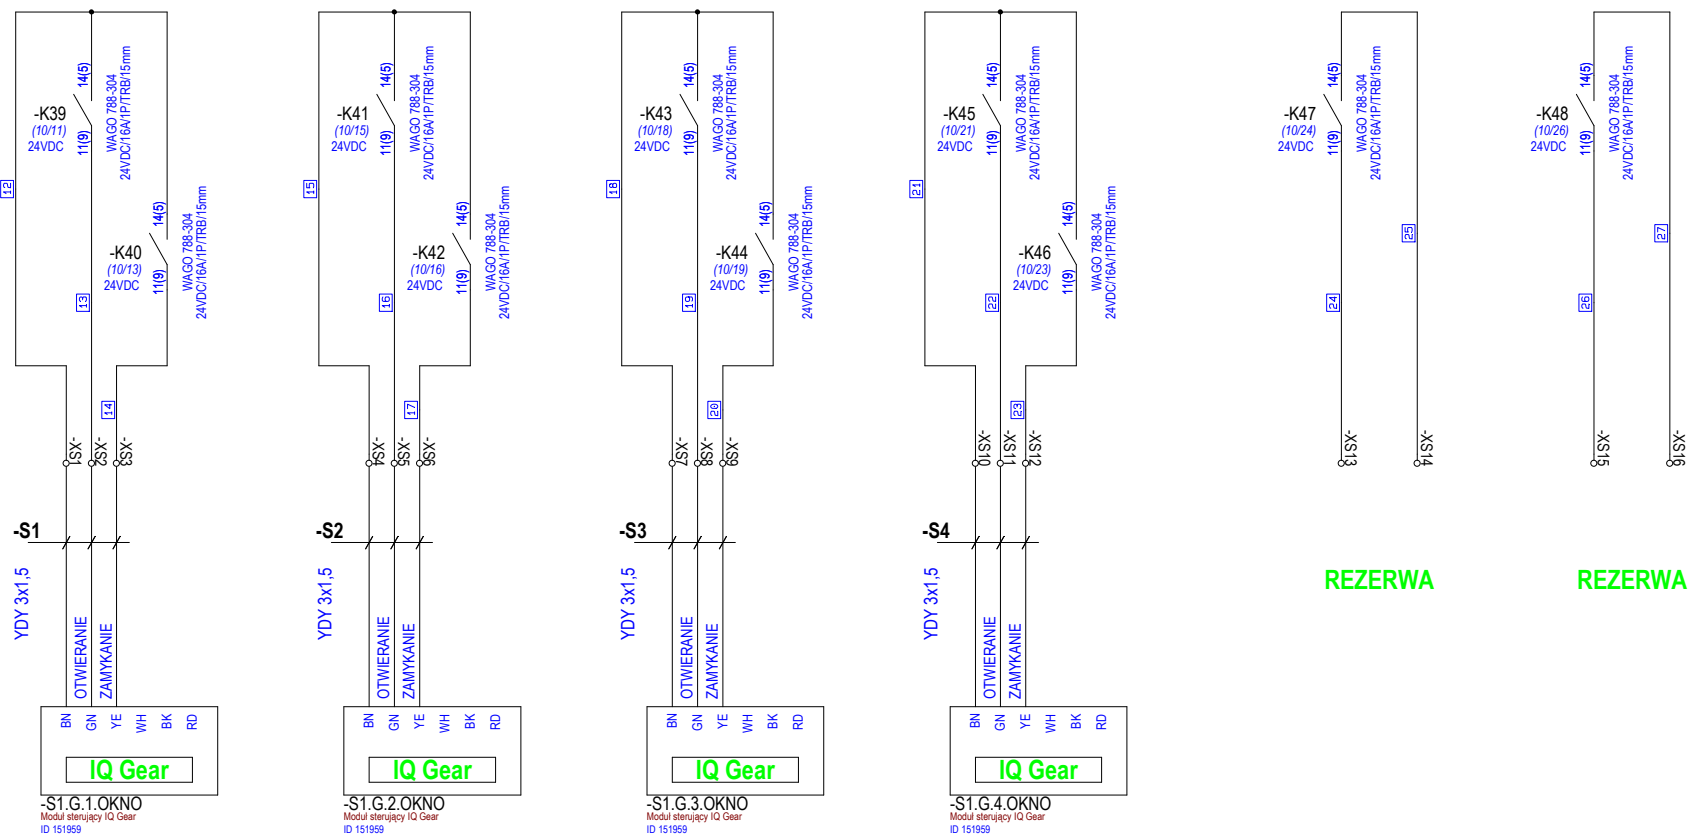 -K39
(10/11)
24VDC
14(5)
11(9)
WAGO 788-304
24VDC/16A/1P/TRB/15mm
12
-K40
(10/13)
24VDC
14(5)
11(9)
WAGO 788-304
24VDC/16A/1P/TRB/15mm
13
14
-XS1
-XS2
-XS3
-S1
YDY 3x1,5
OTWIERANIE
ZAMYKANIE
BN
GN
YE
WH
BK
RD
IQ Gear
-S1.G.1.OKNO
Moduł sterujący IQ Gear
ID 151959
-K41
(10/15)
24VDC
14(5)
11(9)
WAGO 788-304
24VDC/16A/1P/TRB/15mm
15
-K42
(10/16)
24VDC
14(5)
11(9)
WAGO 788-304
24VDC/16A/1P/TRB/15mm
16
17
-XS4
-XS5
-XS6
-S2
YDY 3x1,5
OTWIERANIE
ZAMYKANIE
BN
GN
YE
WH
BK
RD
IQ Gear
-S1.G.2.OKNO
Moduł sterujący IQ Gear
ID 151959
-K43
(10/18)
24VDC
14(5)
11(9)
WAGO 788-304
24VDC/16A/1P/TRB/15mm
18
-K44
(10/19)
24VDC
14(5)
11(9)
WAGO 788-304
24VDC/16A/1P/TRB/15mm
19
20
-XS7
-XS8
-XS9
-S3
YDY 3x1,5
OTWIERANIE
ZAMYKANIE
BN
GN
YE
WH
BK
RD
IQ Gear
-S1.G.3.OKNO
Moduł sterujący IQ Gear
ID 151959
-K45
(10/21)
24VDC
14(5)
11(9)
WAGO 788-304
24VDC/16A/1P/TRB/15mm
21
-K46
(10/23)
24VDC
14(5)
11(9)
WAGO 788-304
24VDC/16A/1P/TRB/15mm
22
23
-XS10
-XS11
-XS12
-S4
YDY 3x1,5
OTWIERANIE
ZAMYKANIE
BN
GN
YE
WH
BK
RD
IQ Gear
-S1.G.4.OKNO
Moduł sterujący IQ Gear
ID 151959
-K47
(10/24)
24VDC
14(5)
11(9)
WAGO 788-304
24VDC/16A/1P/TRB/15mm
25
24
-XS13
-XS14
REZERWA
-K48
(10/26)
24VDC
14(5)
11(9)
WAGO 788-304
24VDC/16A/1P/TRB/15mm
27
26
-XS15
-XS16
REZERWA